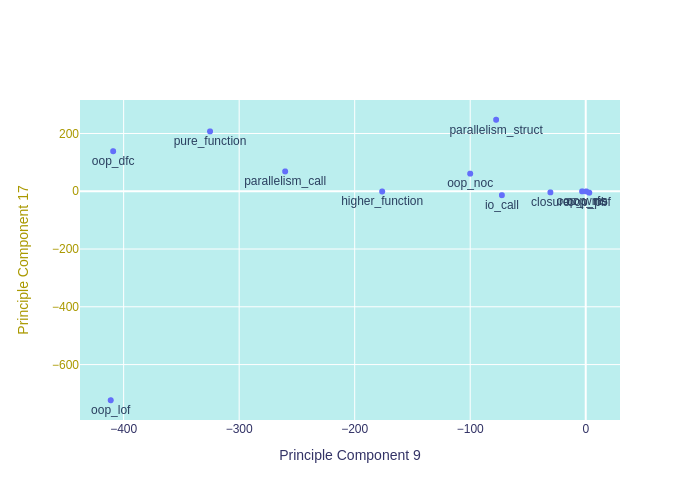 200
0
−200
−400
−600
Principle Component 17
parallelism_struct
pure_function
oop_dfc
parallelism_call
oop_noc
higher_function
io_call
oop_lof
−400
−300
−200
−100
0
Principle Component 9